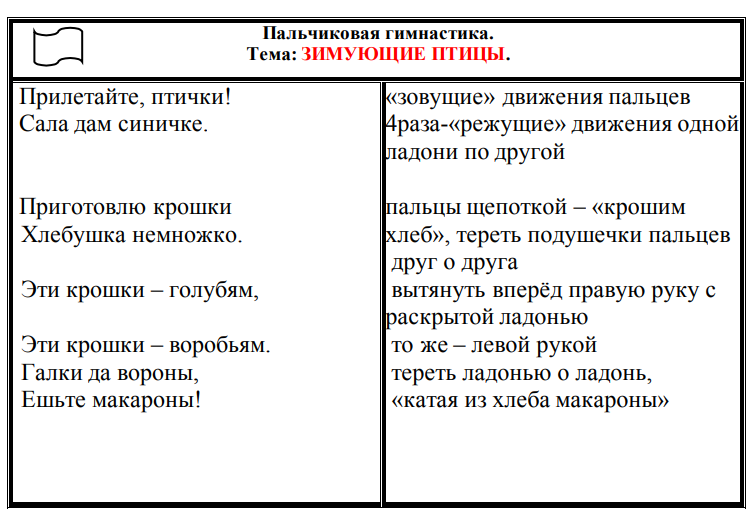 Пальчиковая гимнастика.
Тема: ЗИМУЮЩИЕ ПТИЦЫ.
Прилетайте, птички!
Сала дам синичке.
Приготовлю крошки
Хлебушка немножко.
Эти крошки – голубям,
Эти крошки – воробьям.
Галки да вороны,
Ешьте макароны!
«зовущие» движения пальцев
4раза-«режущие» движения одной
ладони по другой
пальцы щепоткой – «крошим
хлеб», тереть подушечки пальцев
друг о друга
вытянуть вперёд правую руку с
раскрытой ладонью
то же – левой рукой
тереть ладонью о ладонь,
«катая из хлеба макароны»